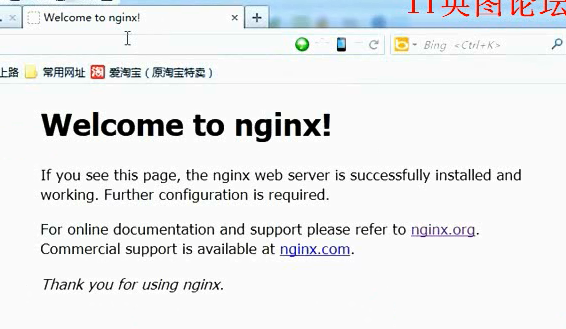 IT英图论坛
Welcome to nginx!
Bing <Ctrl+K>
上路 常用网址 爱淘宝（原淘宝特卖）
Welcome to nginx!
If you see this page, the nginx web server is successfully installed and
working. Further configuration is required.
For online documentation and support please refer to nginx.org.
Commercial support is available at nginx.com.
Thank you for using nginx.